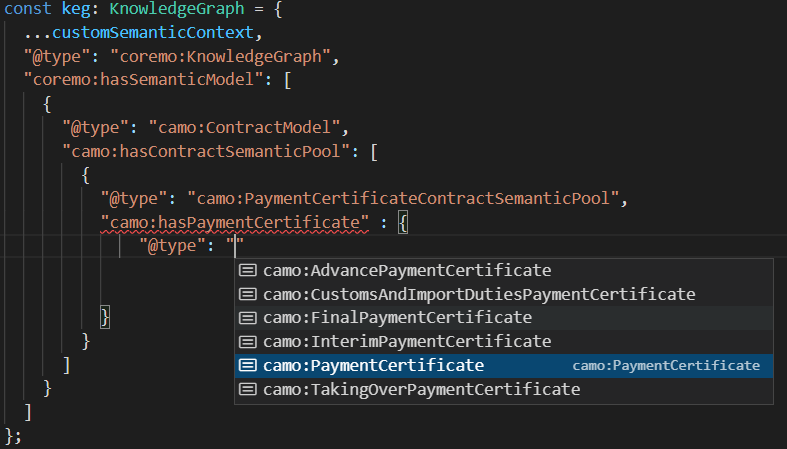 const keg: KnowledgeGraph = {
...customSemanticContext,
"@type": "coremo:KnowledgeGraph",
"coremo:hasSemanticModel": [
{
"@type": "camo:ContractModel",
"camo:hasContractSemanticPool": [
{
"@type": "camo:PaymentCertificateContractSemanticPool",
"camo:hasPaymentCertificate" : {
"@type": ""
camo:AdvancePaymentCertificate
camo:CustomsAndImportDutiesPaymentCertificate
} camo:FinalPaymentCertificate
} camo:InterimPaymentCertificate
] camo:PaymentCertificate camo:PaymentCertificate
} camo:TakingOverPaymentCertificate
]
};